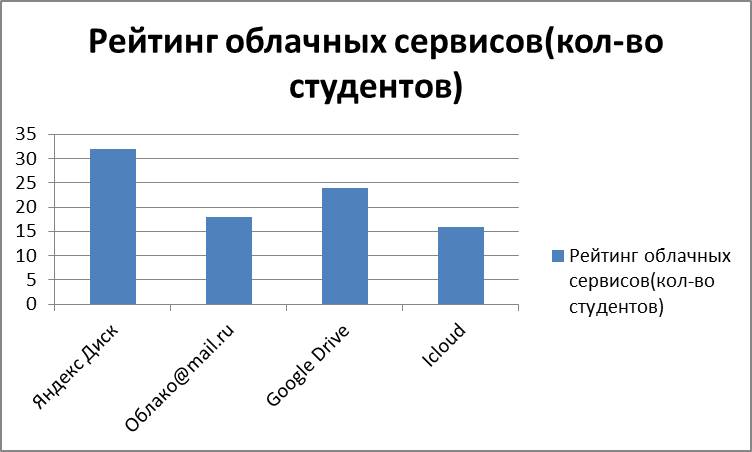 Рейтинг облачных сервисов(кол-во
студентов)
35
30
25
20
15
10
5
0
Яндекс Диск
Облако@mail.ru
Google Drive
Icloud
Рейтинг облачных
сервисов(кол-во
студентов)